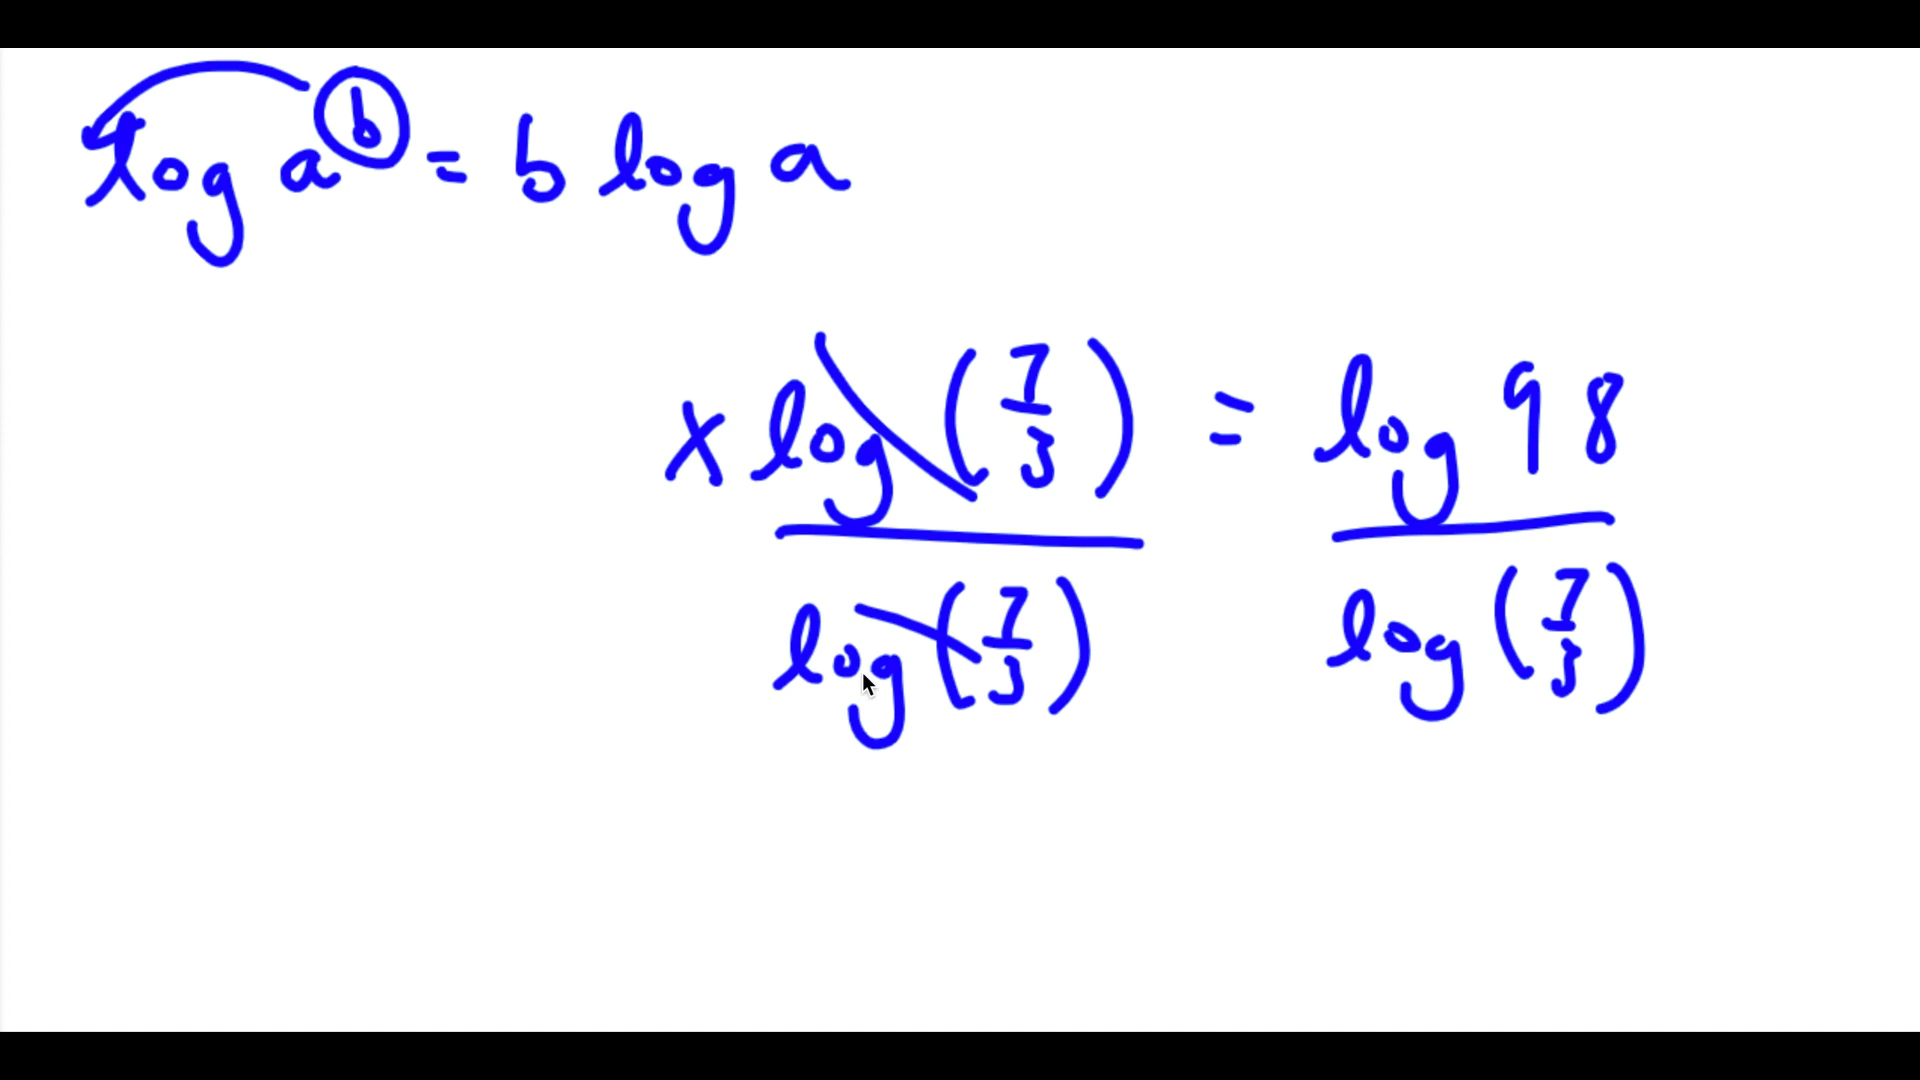 log a^b = b log a
x log (7/3) = log 98
log (7/3) log (7/3)